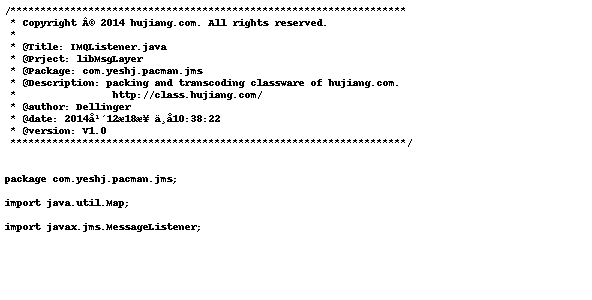 /******************************************************************
* Copyright Â© 2014 hujiang.com. All rights reserved.
*
* @Title: IMQListener.java
* @Prject: libMsgLayer
* @Package: com.yeshj.pacman.jms
* @Description: packing and transcoding classware of hujiang.com.
* http://class.hujiang.com/
* @author: Dellinger
* @date: 2014å¹´12æ18æ¥ ä¸å10:38:22
* @version: V1.0
******************************************************************/
package com.yeshj.pacman.jms;
import java.util.Map;
import javax.jms.MessageListener;